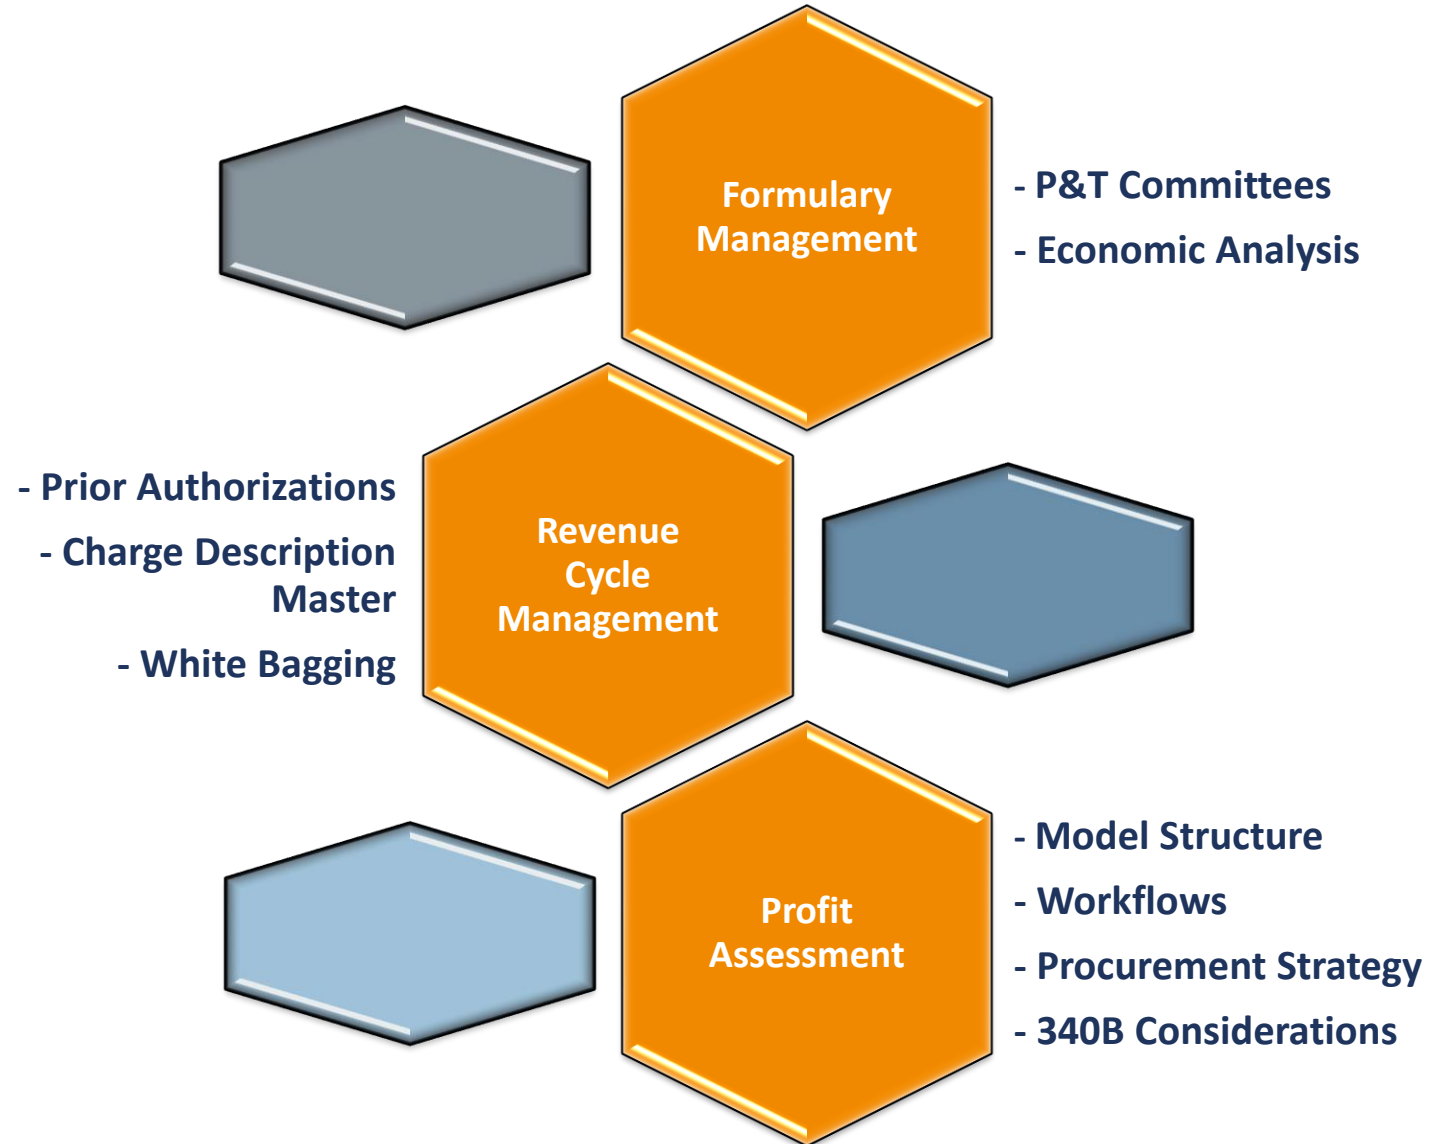 Formulary
Management
- P&T Committees
- Economic Analysis
- Prior Authorizations
- Charge Description
Master
- White Bagging
Revenue
Cycle
Management
Profit
Assessment
- Model Structure
- Workflows
- Procurement Strategy
- 340B Considerations